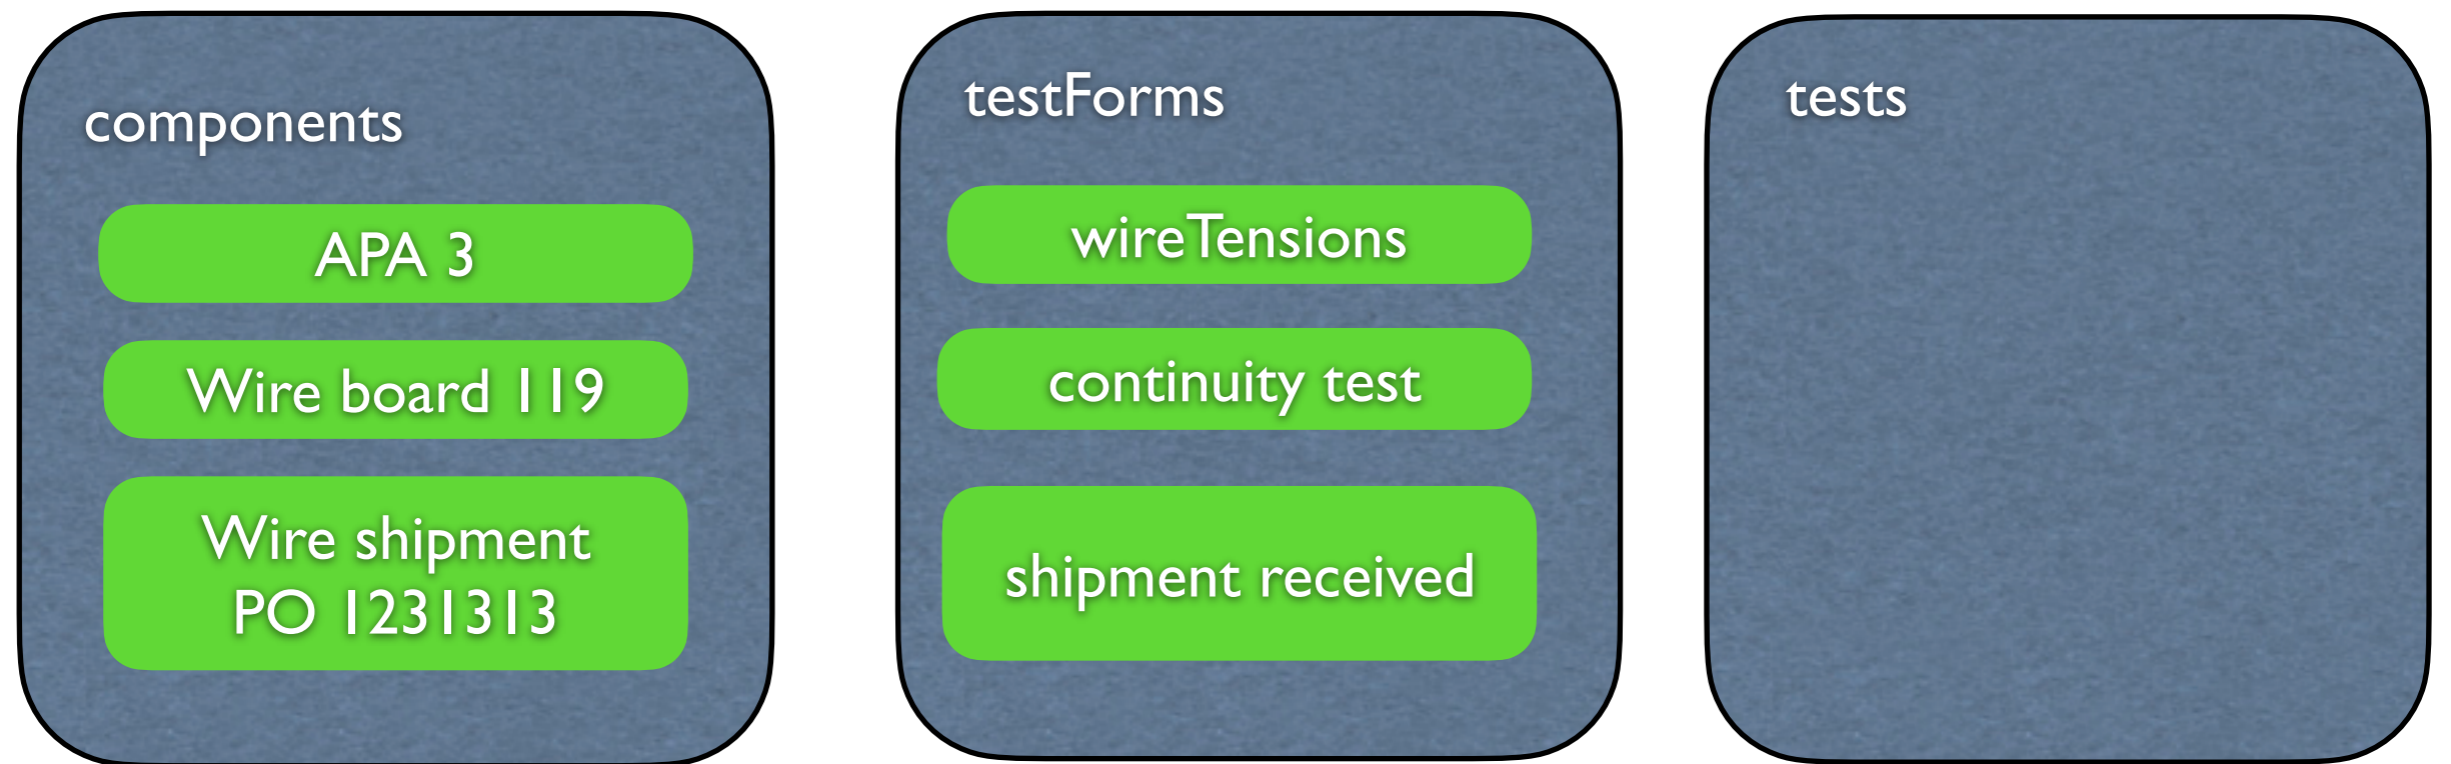 components
APA 3
Wire board 119
Wire shipment
PO 1231313
testForms
wireTensions
continuity test
shipment received
tests